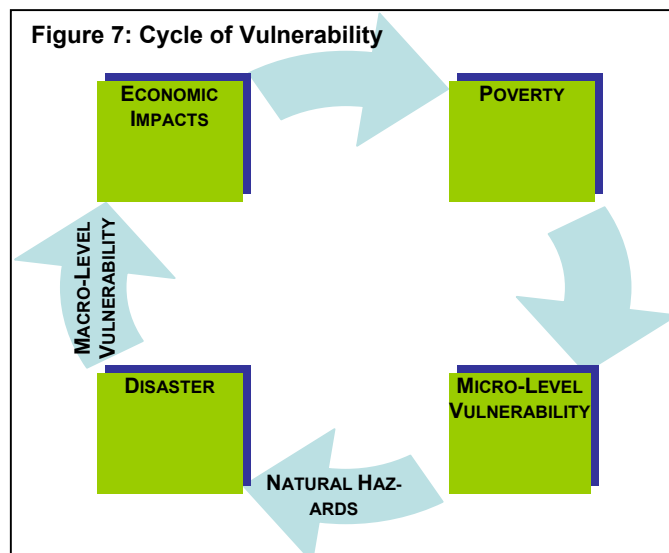 Figure 7: Cycle of Vulnerability
ECONOMIC
IMPACTS
POVERTY
MACRO-LEVEL
VULNERABILITY
DISASTER
MICRO-LEVEL
VULNERABILITY
NATURAL HAZ-
ARDS